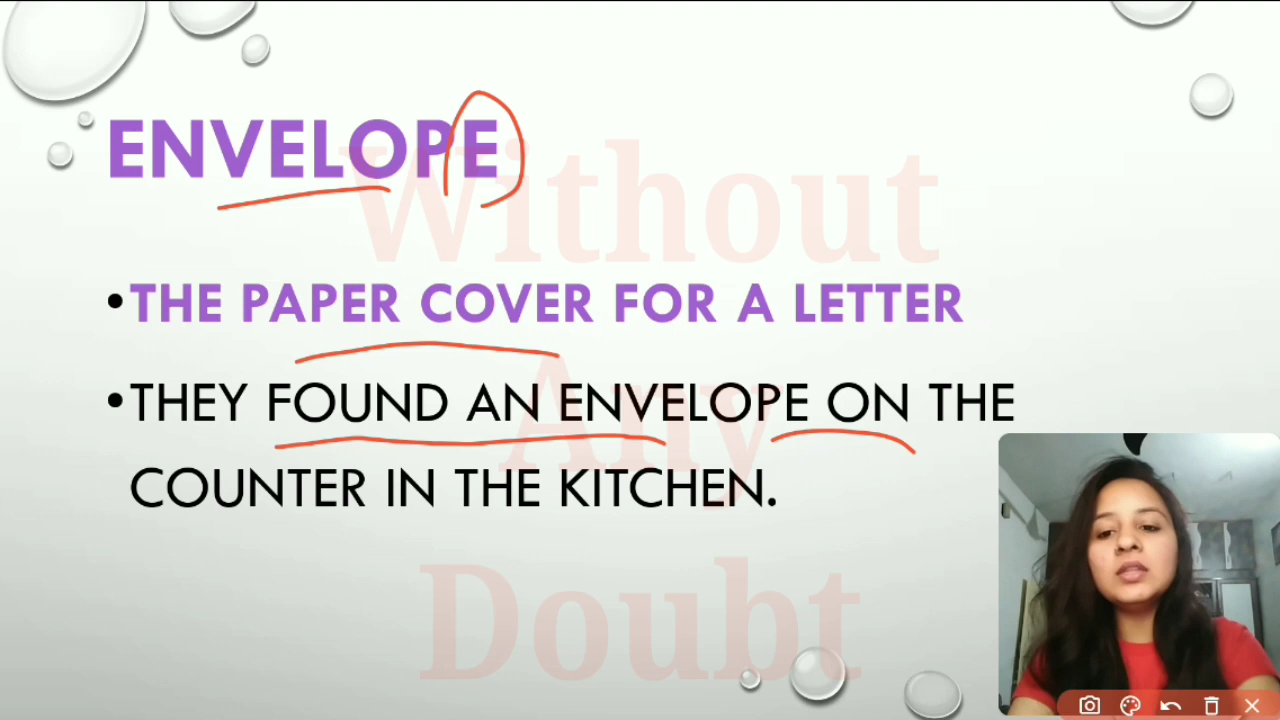 ENVELOPE
•THE PAPER COVER FOR A LETTER
•THEY FOUND AN ENVELOPE ON THE
COUNTER IN THE KITCHEN.
Without
Any
Doubt